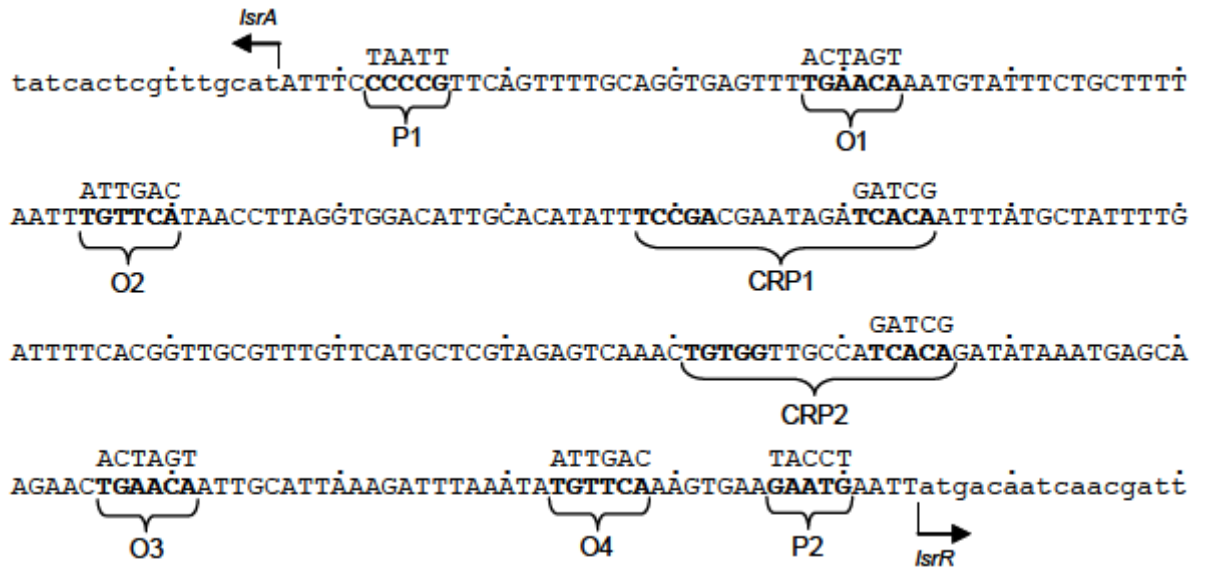 lsrA
TAATT ACTAGT
tatcactcgtttgcatATTTCCCCCGTTCAGTTTTGCAGGTGAGTTTTGAACAAATGTATTTCTGCTTTT
P1 O1
ATTGAC GATCG
AATTTGTTCATAACCTTAGGTGGACATTGCACATATTTCCGACGAATAGATCACAATTTATGCTATTTTG
O2 CRP1
GATCG
ATTTTCACGGTTGCGTTTGTTCATGCTCGTAGAGTCAAACTGTGGTTGCCATCACAGATATAAATGAGCA
CRP2
ACTAGT ATTGAC TACCT
AGAACTGAACAATTGCATTAAAGATTTAAATATGTTCAAAGTGAAGAATGAATTatgacaatcaacgatt
O3 O4 P2
lsrR